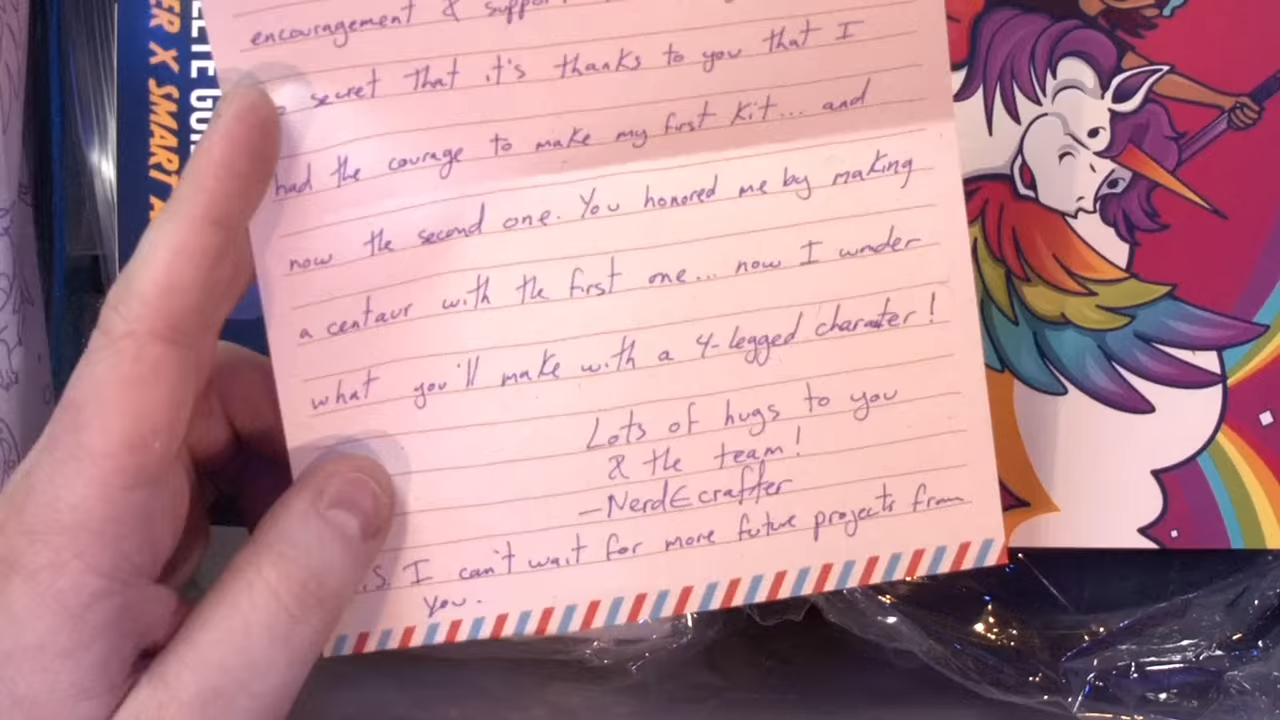 encouragement &
secret that it's thanks to you that I
had the courage to make my first kit... and
now the second one. You honored me by making
a centaur with the first one... now I wonder
what you'll make with a 4-legged character!
Lots of hugs to you
& the team!
-NerdEcrafter
.S. I can't wait for more future projects from
you.
ER X SMART A